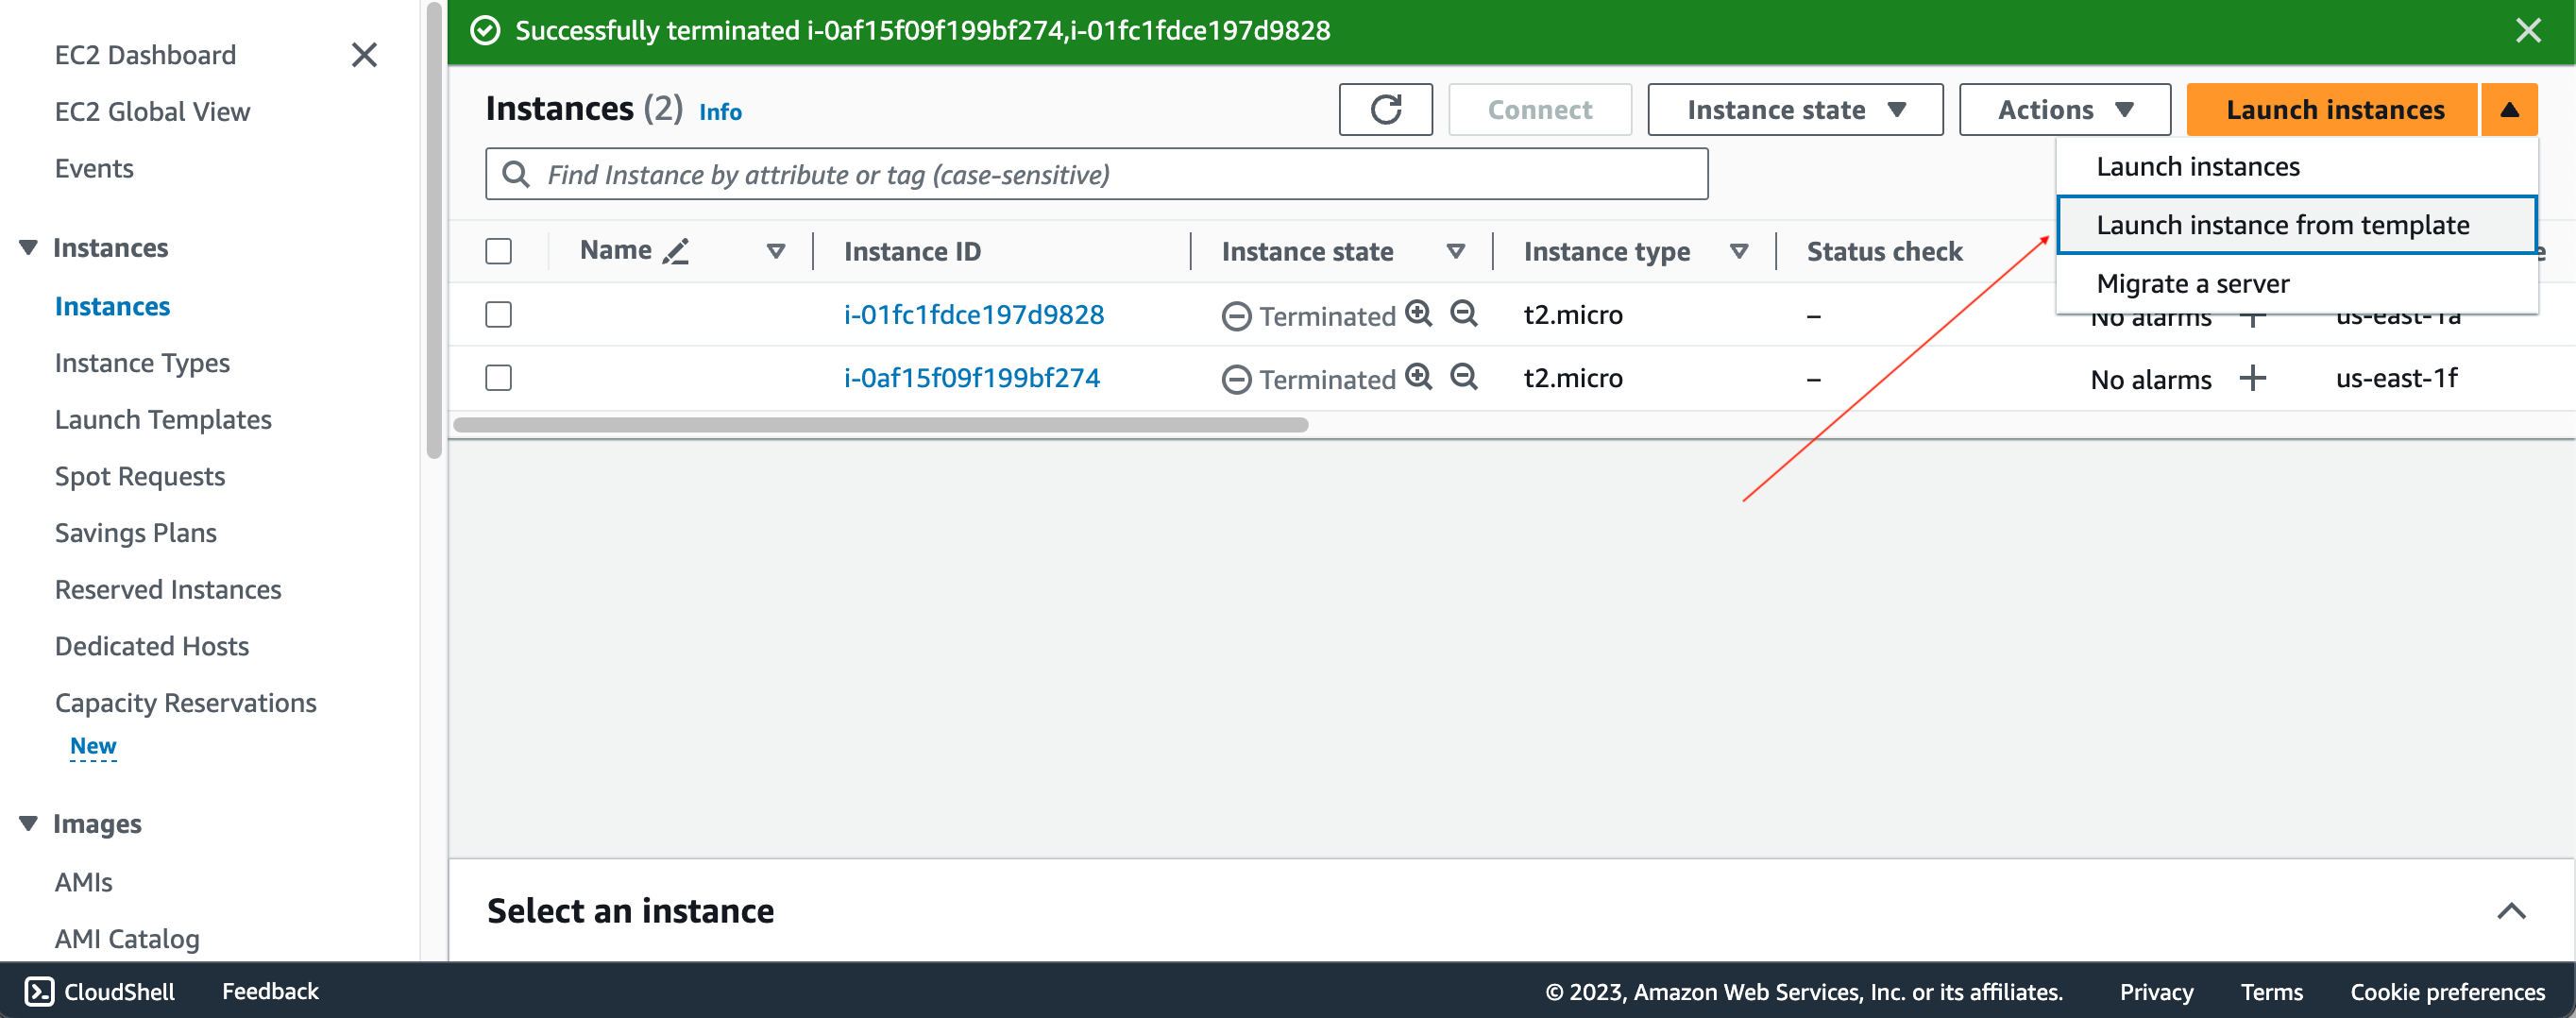 Successfully terminated i-0af15f09f199bf274,i-01fc1fdce197d9828
EC2 Dashboard
EC2 Global View
Events
Instances
Instances
Instance Types
Launch Templates
Spot Requests
Savings Plans
Reserved Instances
Dedicated Hosts
Capacity Reservations
New
Images
AMIs
AMI Catalog
Instances (2) Info
Connect
Instance state
Actions
Launch instances
Launch instances
Launch instance from template
Migrate a server
Find Instance by attribute or tag (case-sensitive)
Name Instance ID Instance state Instance type Status check
i-01fc1fdce197d9828 Terminated t2.micro – No alarms + us-east-1a
i-0af15f09f199bf274 Terminated t2.micro – No alarms + us-east-1f
Select an instance
CloudShell Feedback © 2023, Amazon Web Services, Inc. or its affiliates. Privacy Terms Cookie preferences